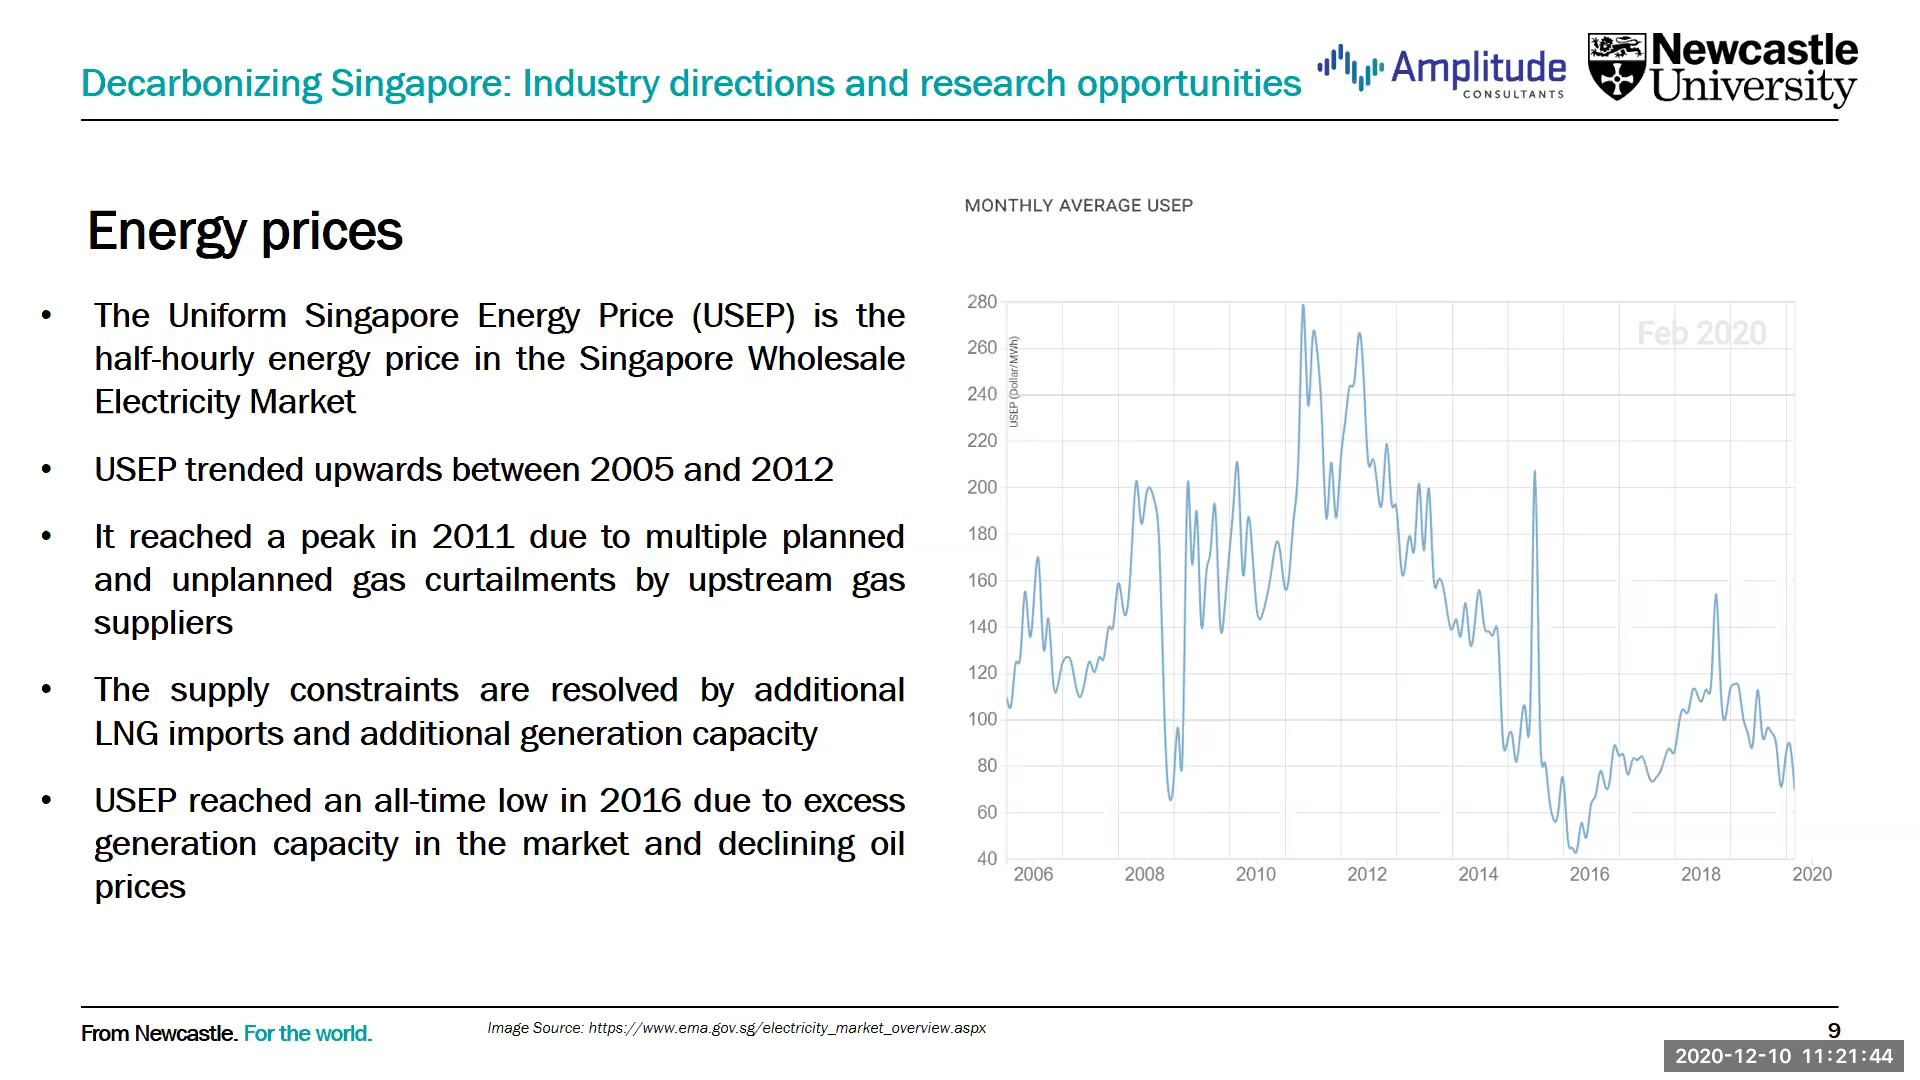 Decarbonizing Singapore: Industry directions and research opportunities
Amplitude
CONSULTANTS
Newcastle
University
Energy prices
• The Uniform Singapore Energy Price (USEP) is the
half-hourly energy price in the Singapore Wholesale
Electricity Market
• USEP trended upwards between 2005 and 2012
• It reached a peak in 2011 due to multiple planned
and unplanned gas curtailments by upstream gas
suppliers
• The supply constraints are resolved by additional
LNG imports and additional generation capacity
• USEP reached an all-time low in 2016 due to excess
generation capacity in the market and declining oil
prices
MONTHLY AVERAGE USEP
Feb 2020
USEP (Dollar/MWh)
280
260
240
220
200
180
160
140
120
100
80
60
40
2006 2008 2010 2012 2014 2016 2018 2020
From Newcastle. For the world.
Image Source: https://www.ema.gov.sg/electricity_market_overview.aspx
9
2020-12-10 11:21:44